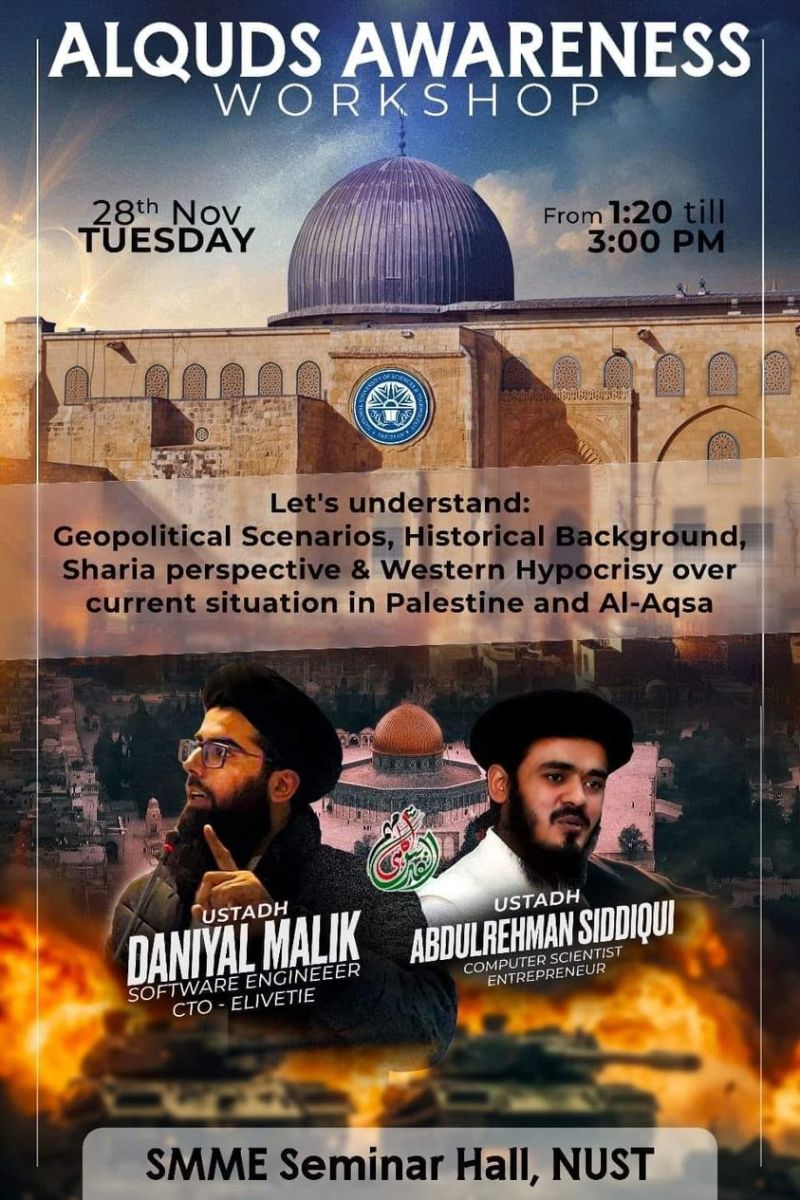 ALQUDS AWARENESS
WORKSHOP
28th Nov
TUESDAY
From 1:20 till
3:00 PM
Let's understand:
Geopolitical Scenarios, Historical Background,
Sharia perspective & Western Hypocrisy over
current situation in Palestine and Al-Aqsa
USTADH
DANIYAL MALIK
SOFTWARE ENGINEEER
CTO - ELIVETIE
USTADH
ABDULREHMAN SIDDIQUI
COMPUTER SCIENTIST
ENTREPRENEUR
SMME Seminar Hall, NUST